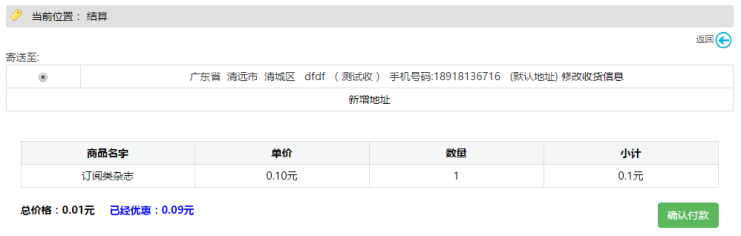 当前位置： 结算
返回
寄送至:
广东省 清远市 清城区 dfdf （ 测试收 ） 手机号码:18918136716 (默认地址) 修改收货信息
新增地址
商品名字 单价 数量 小计
订阅类杂志 0.10元 1 0.1元
总价格：0.01元 已经优惠：0.09元 确认付款